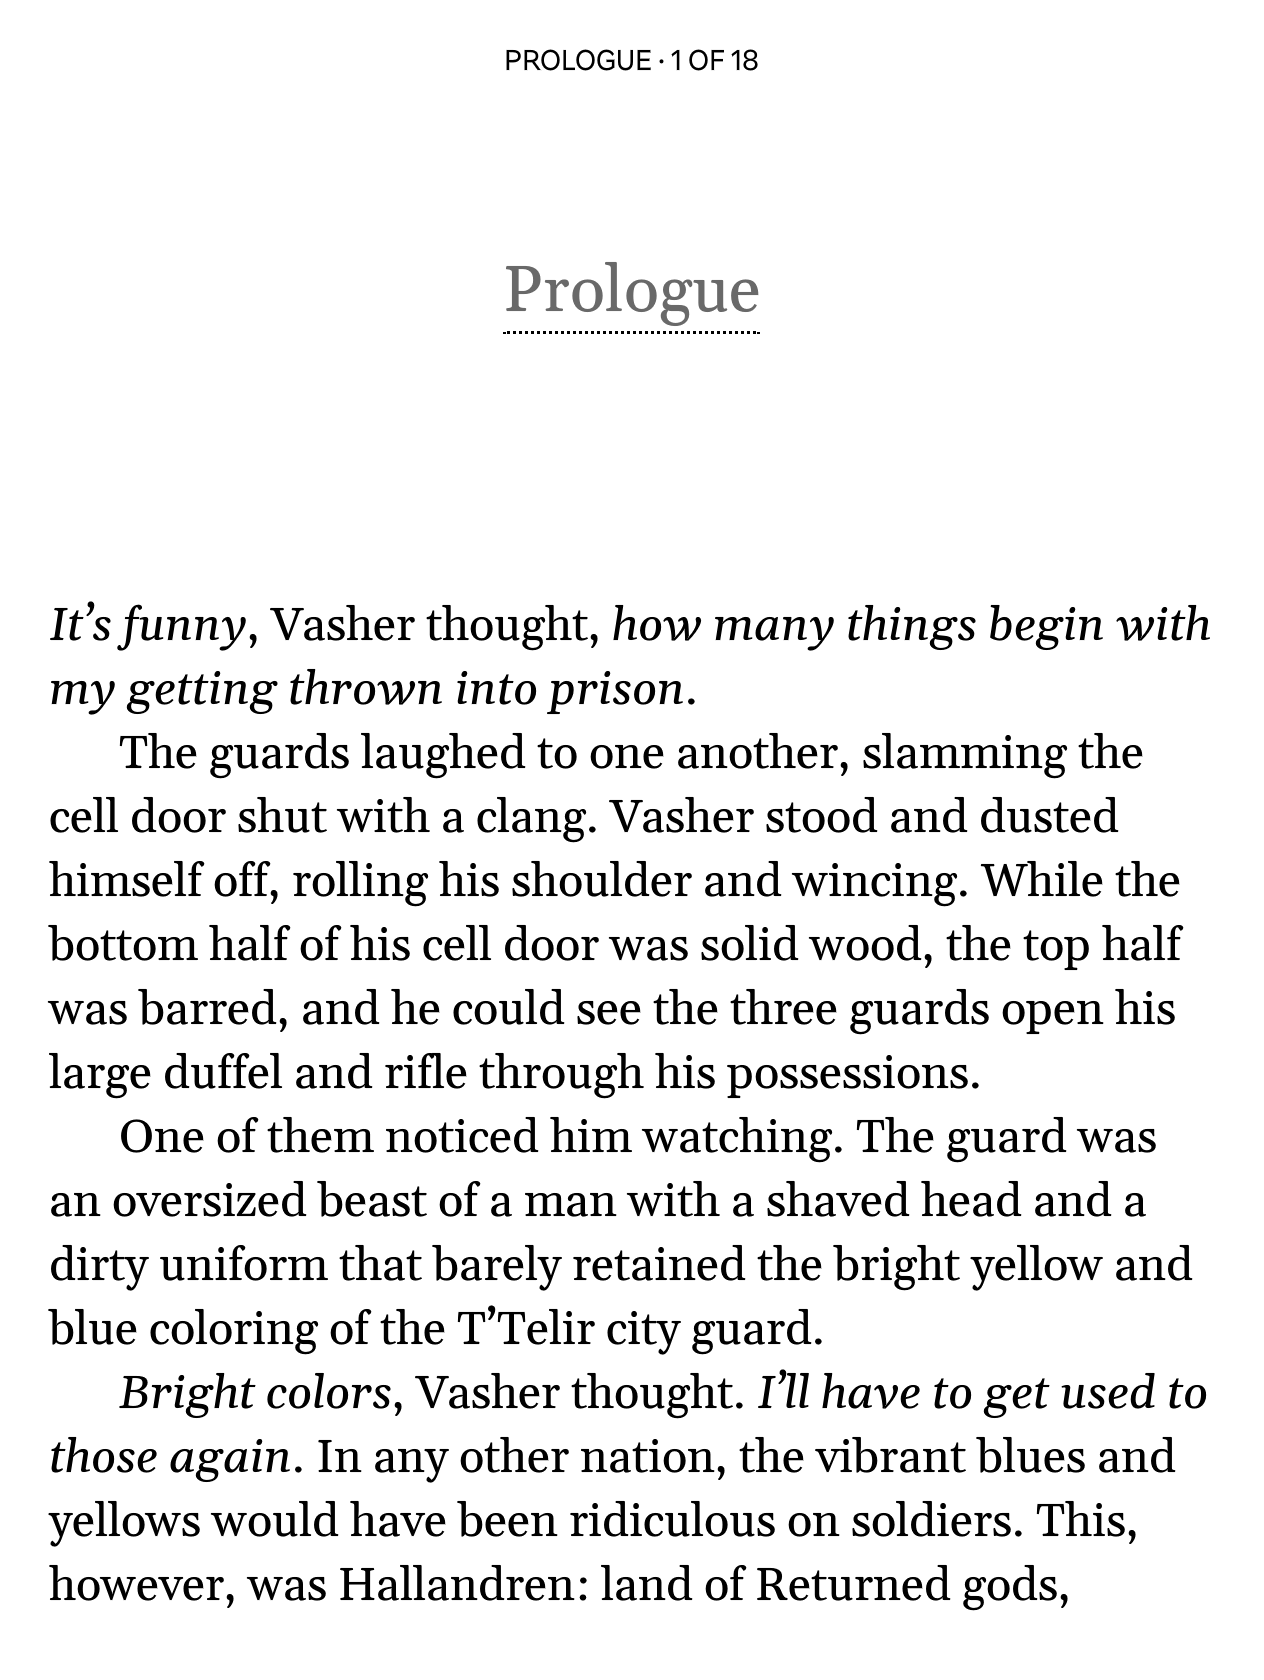 PROLOGUE · 1 OF 18
Prologue
It’s funny, Vasher thought, how many things begin with
my getting thrown into prison.
The guards laughed to one another, slamming the
cell door shut with a clang. Vasher stood and dusted
himself off, rolling his shoulder and wincing. While the
bottom half of his cell door was solid wood, the top half
was barred, and he could see the three guards open his
large duffel and rifle through his possessions.
One of them noticed him watching. The guard was
an oversized beast of a man with a shaved head and a
dirty uniform that barely retained the bright yellow and
blue coloring of the T’Telir city guard.
Bright colors, Vasher thought. I’ll have to get used to
those again. In any other nation, the vibrant blues and
yellows would have been ridiculous on soldiers. This,
however, was Hallandren: land of Returned gods,